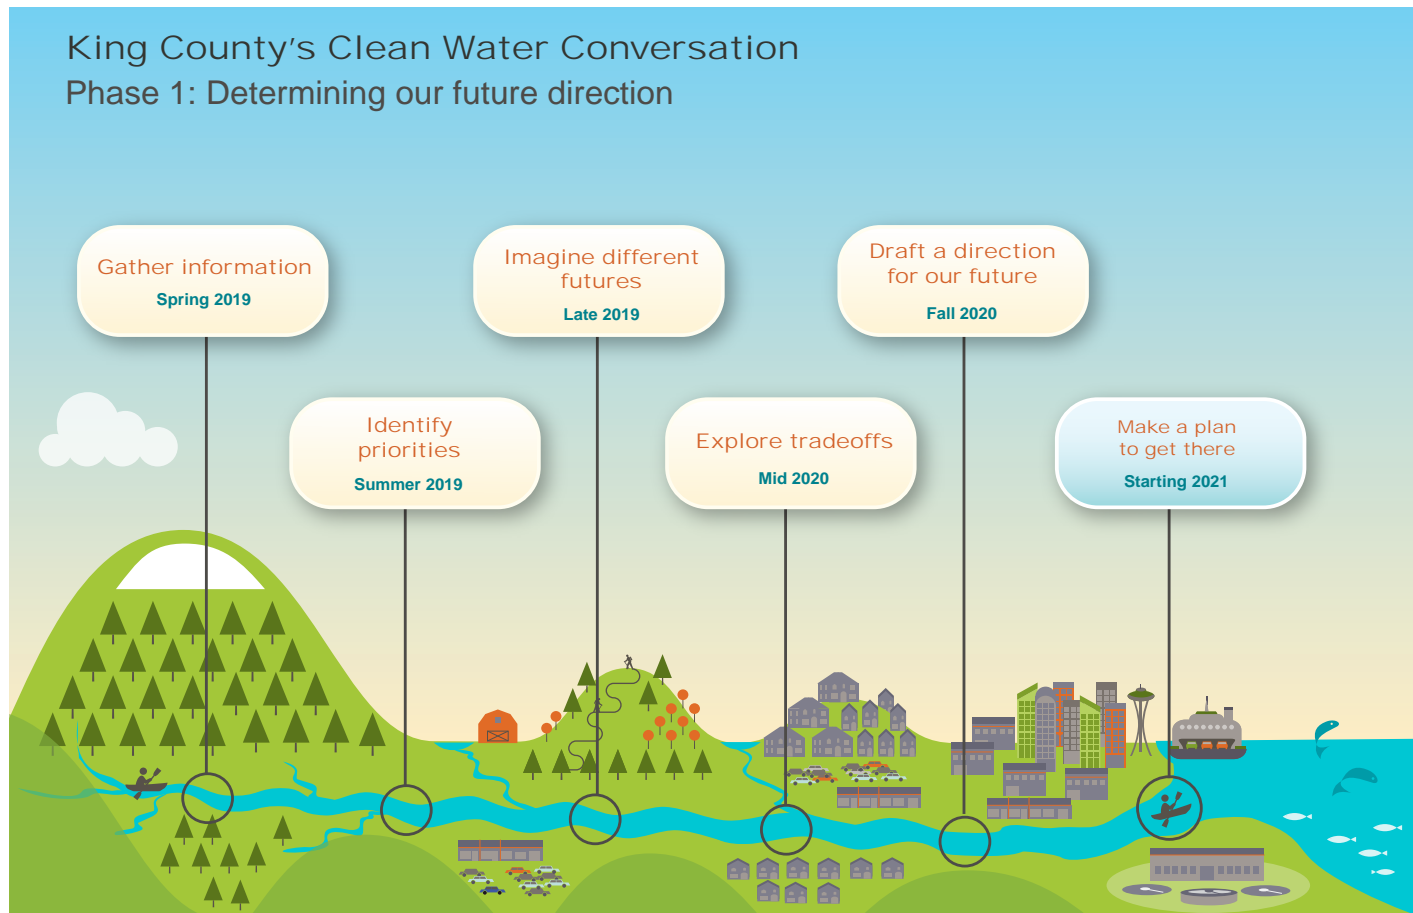 King County's Clean Water Conversation
Phase 1: Determining our future direction
Gather information
Spring 2019
Identify
priorities
Summer 2019
Imagine different
futures
Late 2019
Explore tradeoffs
Mid 2020
Draft a direction
for our future
Fall 2020
Make a plan
to get there
Starting 2021